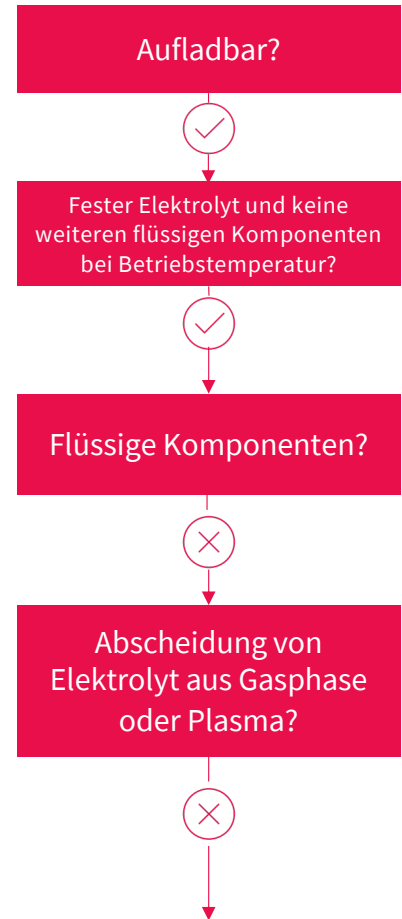 Aufladbar?
Fester Elektrolyt und keine
weiteren flüssigen Komponenten
bei Betriebstemperatur?
Flüssige Komponenten?
Abscheidung von
Elektrolyt aus Gasphase
oder Plasma?